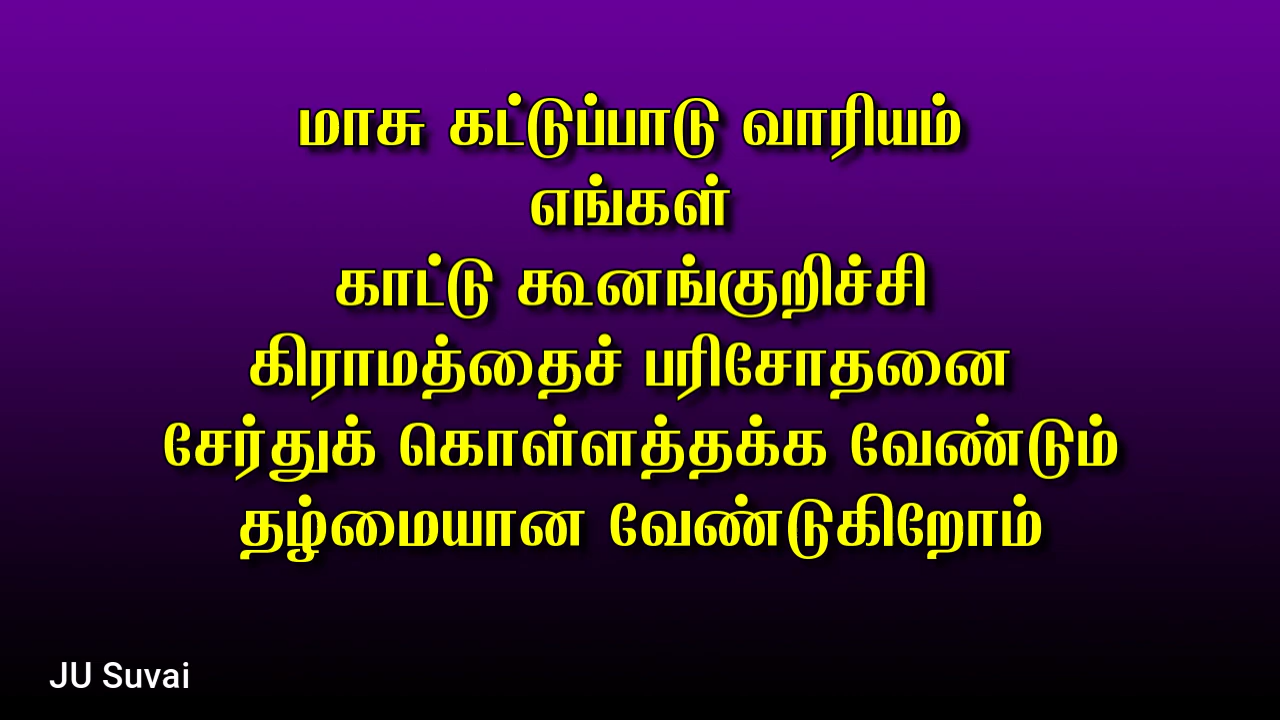 மாசு கட்டுப்பாடு வாரியம்
எங்கள்
காட்டு கூனங்குறிச்சி
கிராமத்தைச் பரிசோதனை
சேர்துக் கொள்ளத்தக்க வேண்டும்
தழ்மையான வேண்டுகிறோம்
JU Suvai